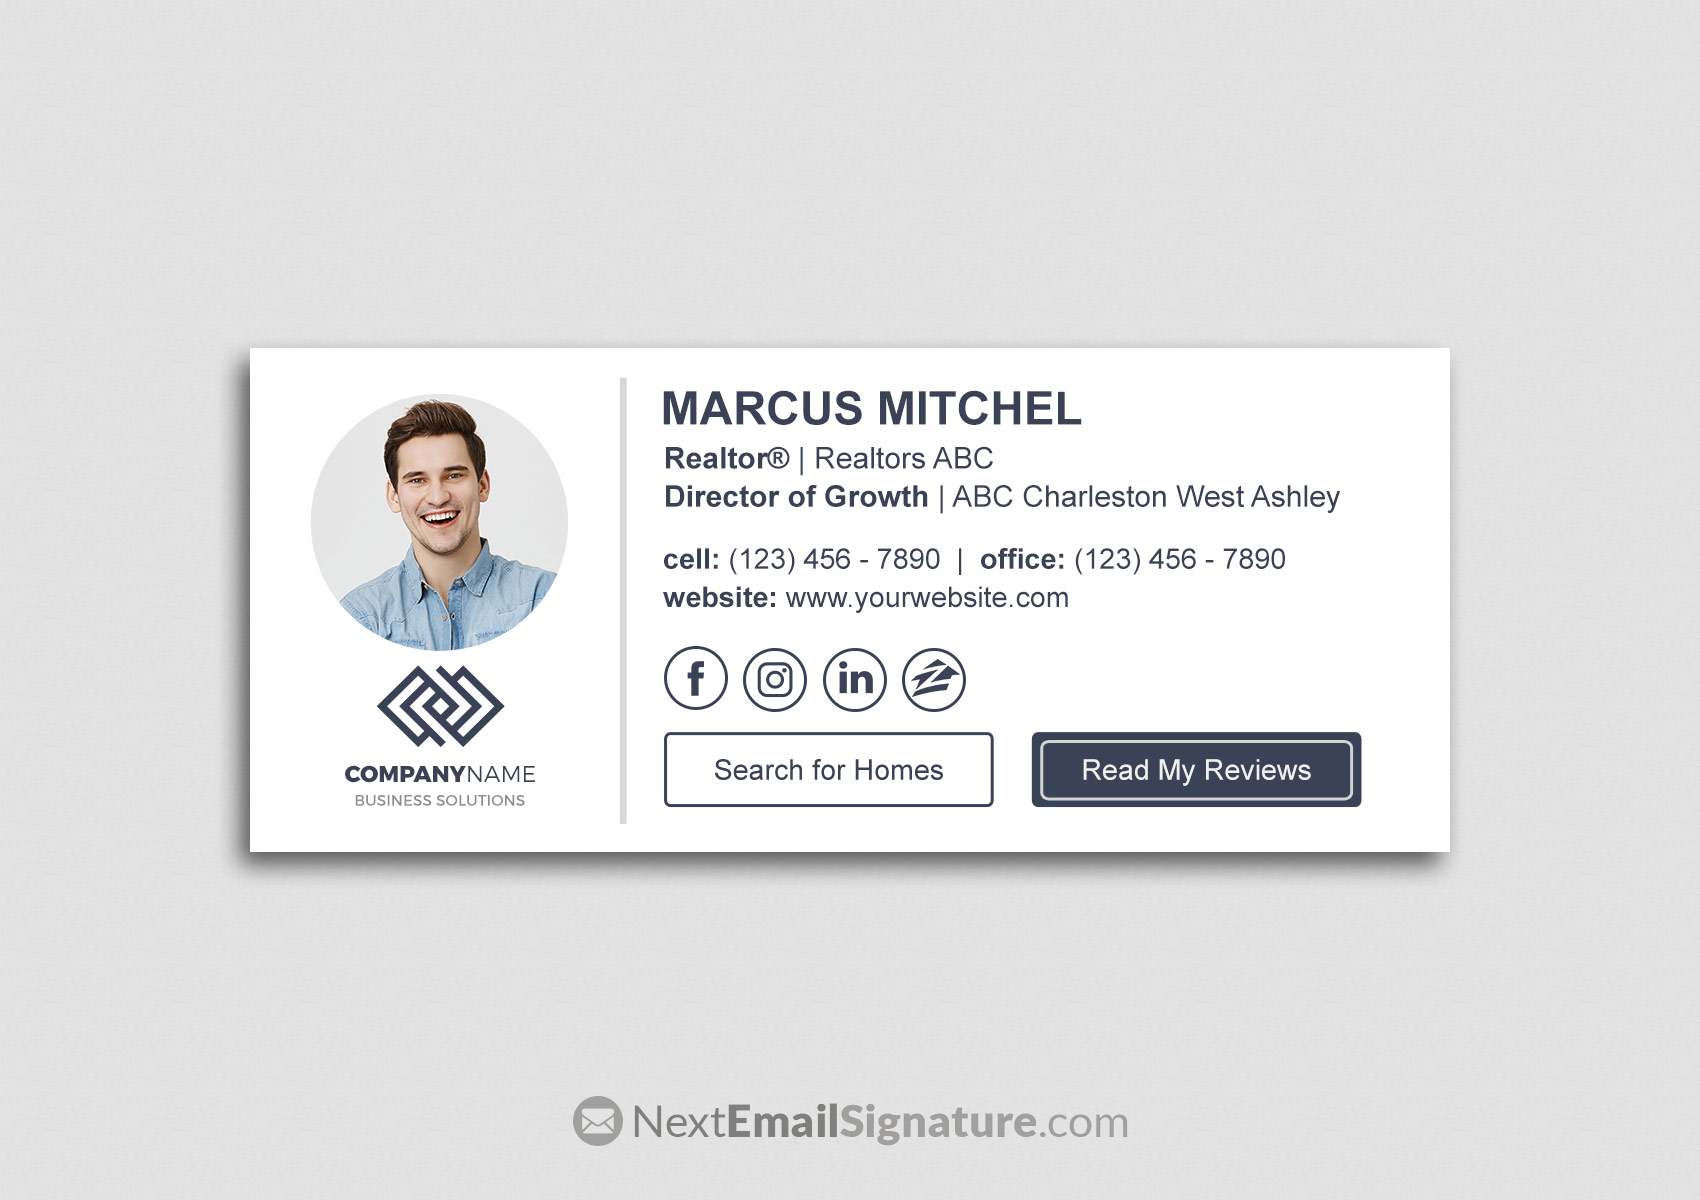 MARCUS MITCHEL
Realtor® | Realtors ABC
Director of Growth | ABC Charleston West Ashley
cell: (123) 456 - 7890 | office: (123) 456 - 7890
website: www.yourwebsite.com
f
in
Search for Homes
Read My Reviews
COMPANYNAME
BUSINESS SOLUTIONS
NextEmailSignature.com